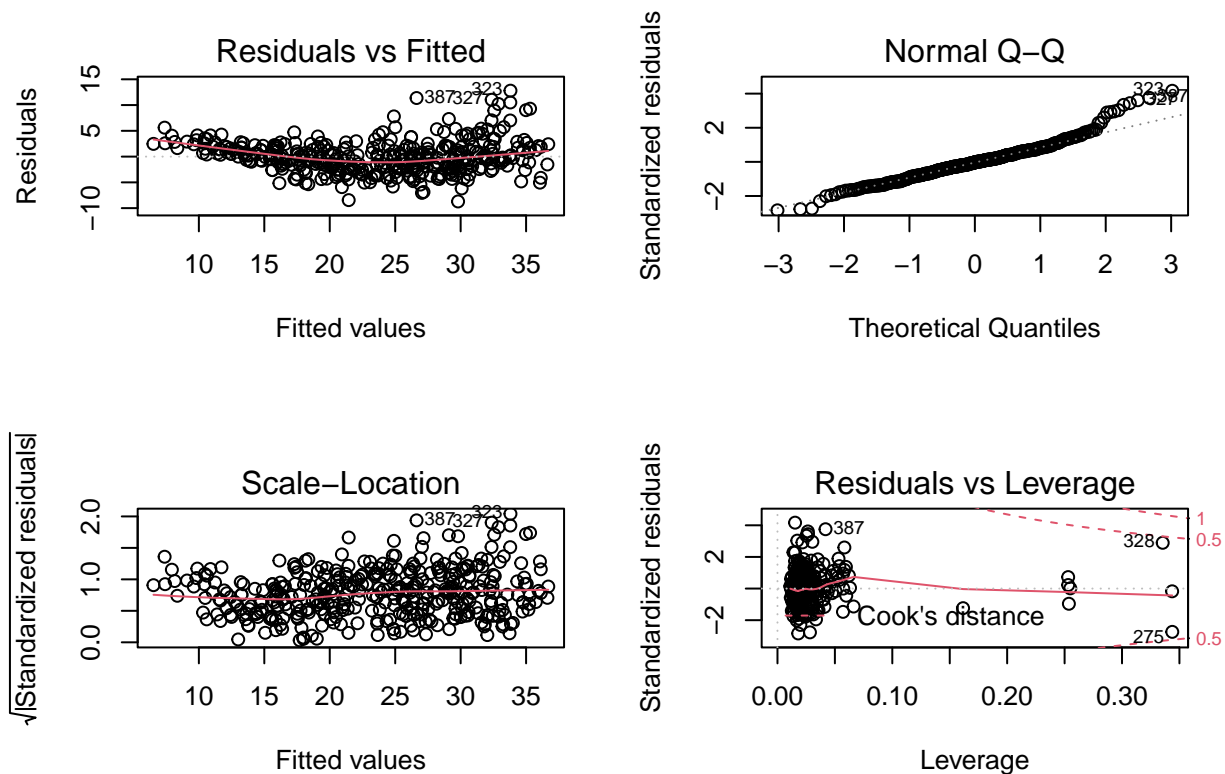 Residuals vs Fitted
Residuals
−10
5
15
323
387
327
10 15 20 25 30 35
Fitted values
Normal Q−Q
Standardized residuals
−2
2
323
387
−3 −2 −1 0 1 2 3
Theoretical Quantiles
Scale−Location
√|Standardized residuals|
0.0
1.0
2.0
323
387
327
10 15 20 25 30 35
Fitted values
Residuals vs Leverage
Standardized residuals
−2
2
387
328
275
Cook's distance
1
0.5
0.5
0.00 0.10 0.20 0.30
Leverage